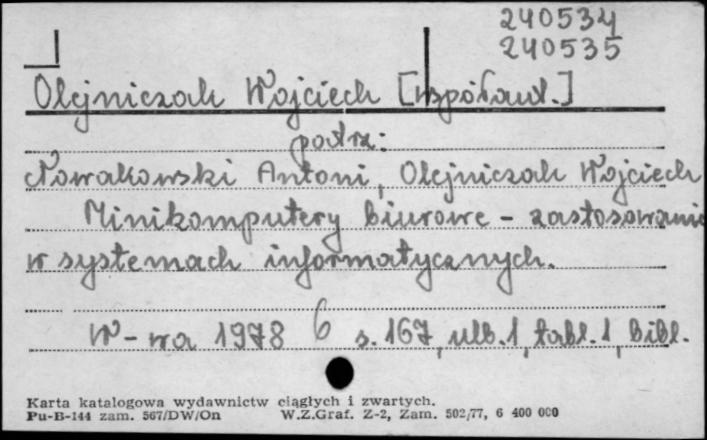 240534
240535
Olejniczak Wojciech [współaut.]
patrz:
Nowakowski Antoni, Olejniczak Wojciech
Minikomputery biurowe - zastosowanie
w systemach informatycznych.
W-wa 1978 6 s. 167, nlb. 1, tabl. 1, bibl.
Karta katalogowa wydawnictw ciągłych i zwartych.
Pu-B-144 zam. 567/DW/On W.Z.Graf. Z-2, Zam. 502/77, 6 400 000